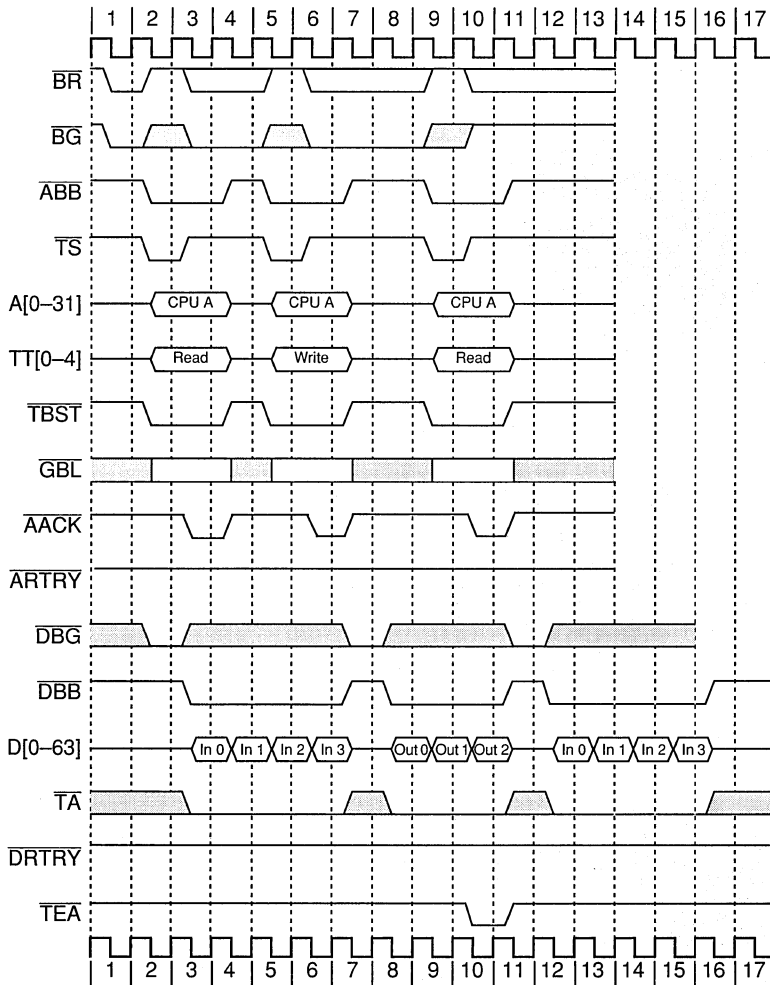 1 2 3 4 5 6 7 8 9 10 11 12 13 14 15 16 17
BR
BG
ABB
TS
A[0–31] CPU A CPU A CPU A
TT[0–4] Read Write Read
TBST
GBL
AACK
ARTRY
DBG
DBB
D[0–63] In 0 In 1 In 2 In 3 Out 0 Out 1 Out 2 In 0 In 1 In 2 In 3
TA
DRTRY
TEA
1 2 3 4 5 6 7 8 9 10 11 12 13 14 15 16 17